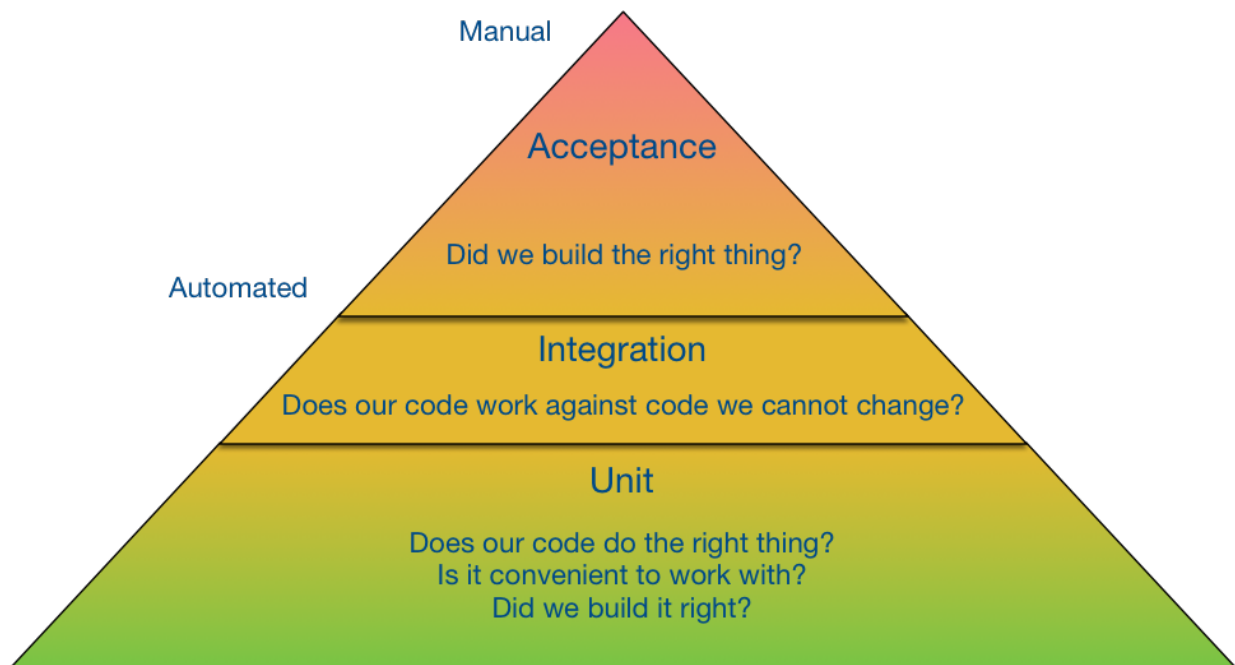 Manual
Acceptance
Did we build the right thing?
Automated
Integration
Does our code work against code we cannot change?
Unit
Does our code do the right thing?
Is it convenient to work with?
Did we build it right?